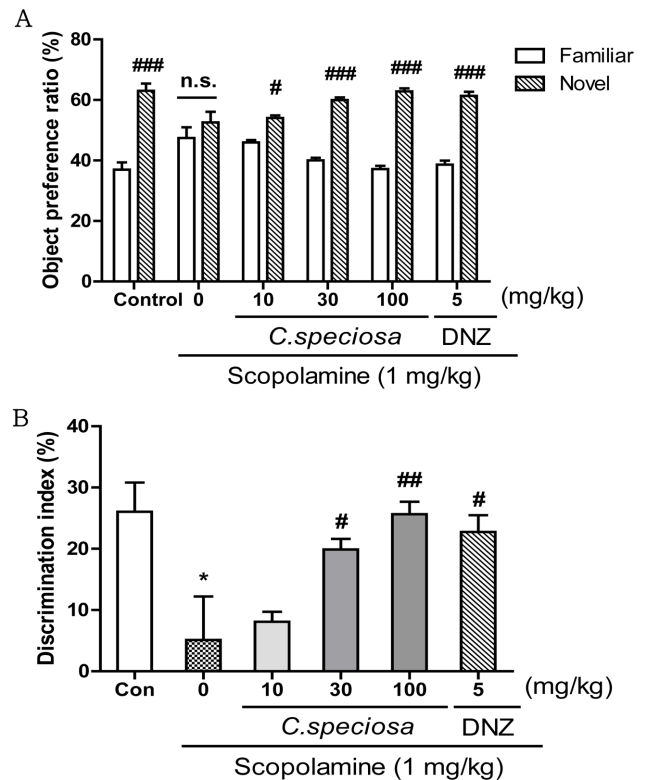 A
Object preference ratio (%)
80
60
40
20
0
###
n.s.
#
###
###
###
Familiar
Novel
Control 0 10 30 100 5 (mg/kg)
C.speciosa DNZ
Scopolamine (1 mg/kg)
B
Discrimination index (%)
40
30
20
10
0
*
#
##
#
Con 0 10 30 100 5 (mg/kg)
C.speciosa DNZ
Scopolamine (1 mg/kg)